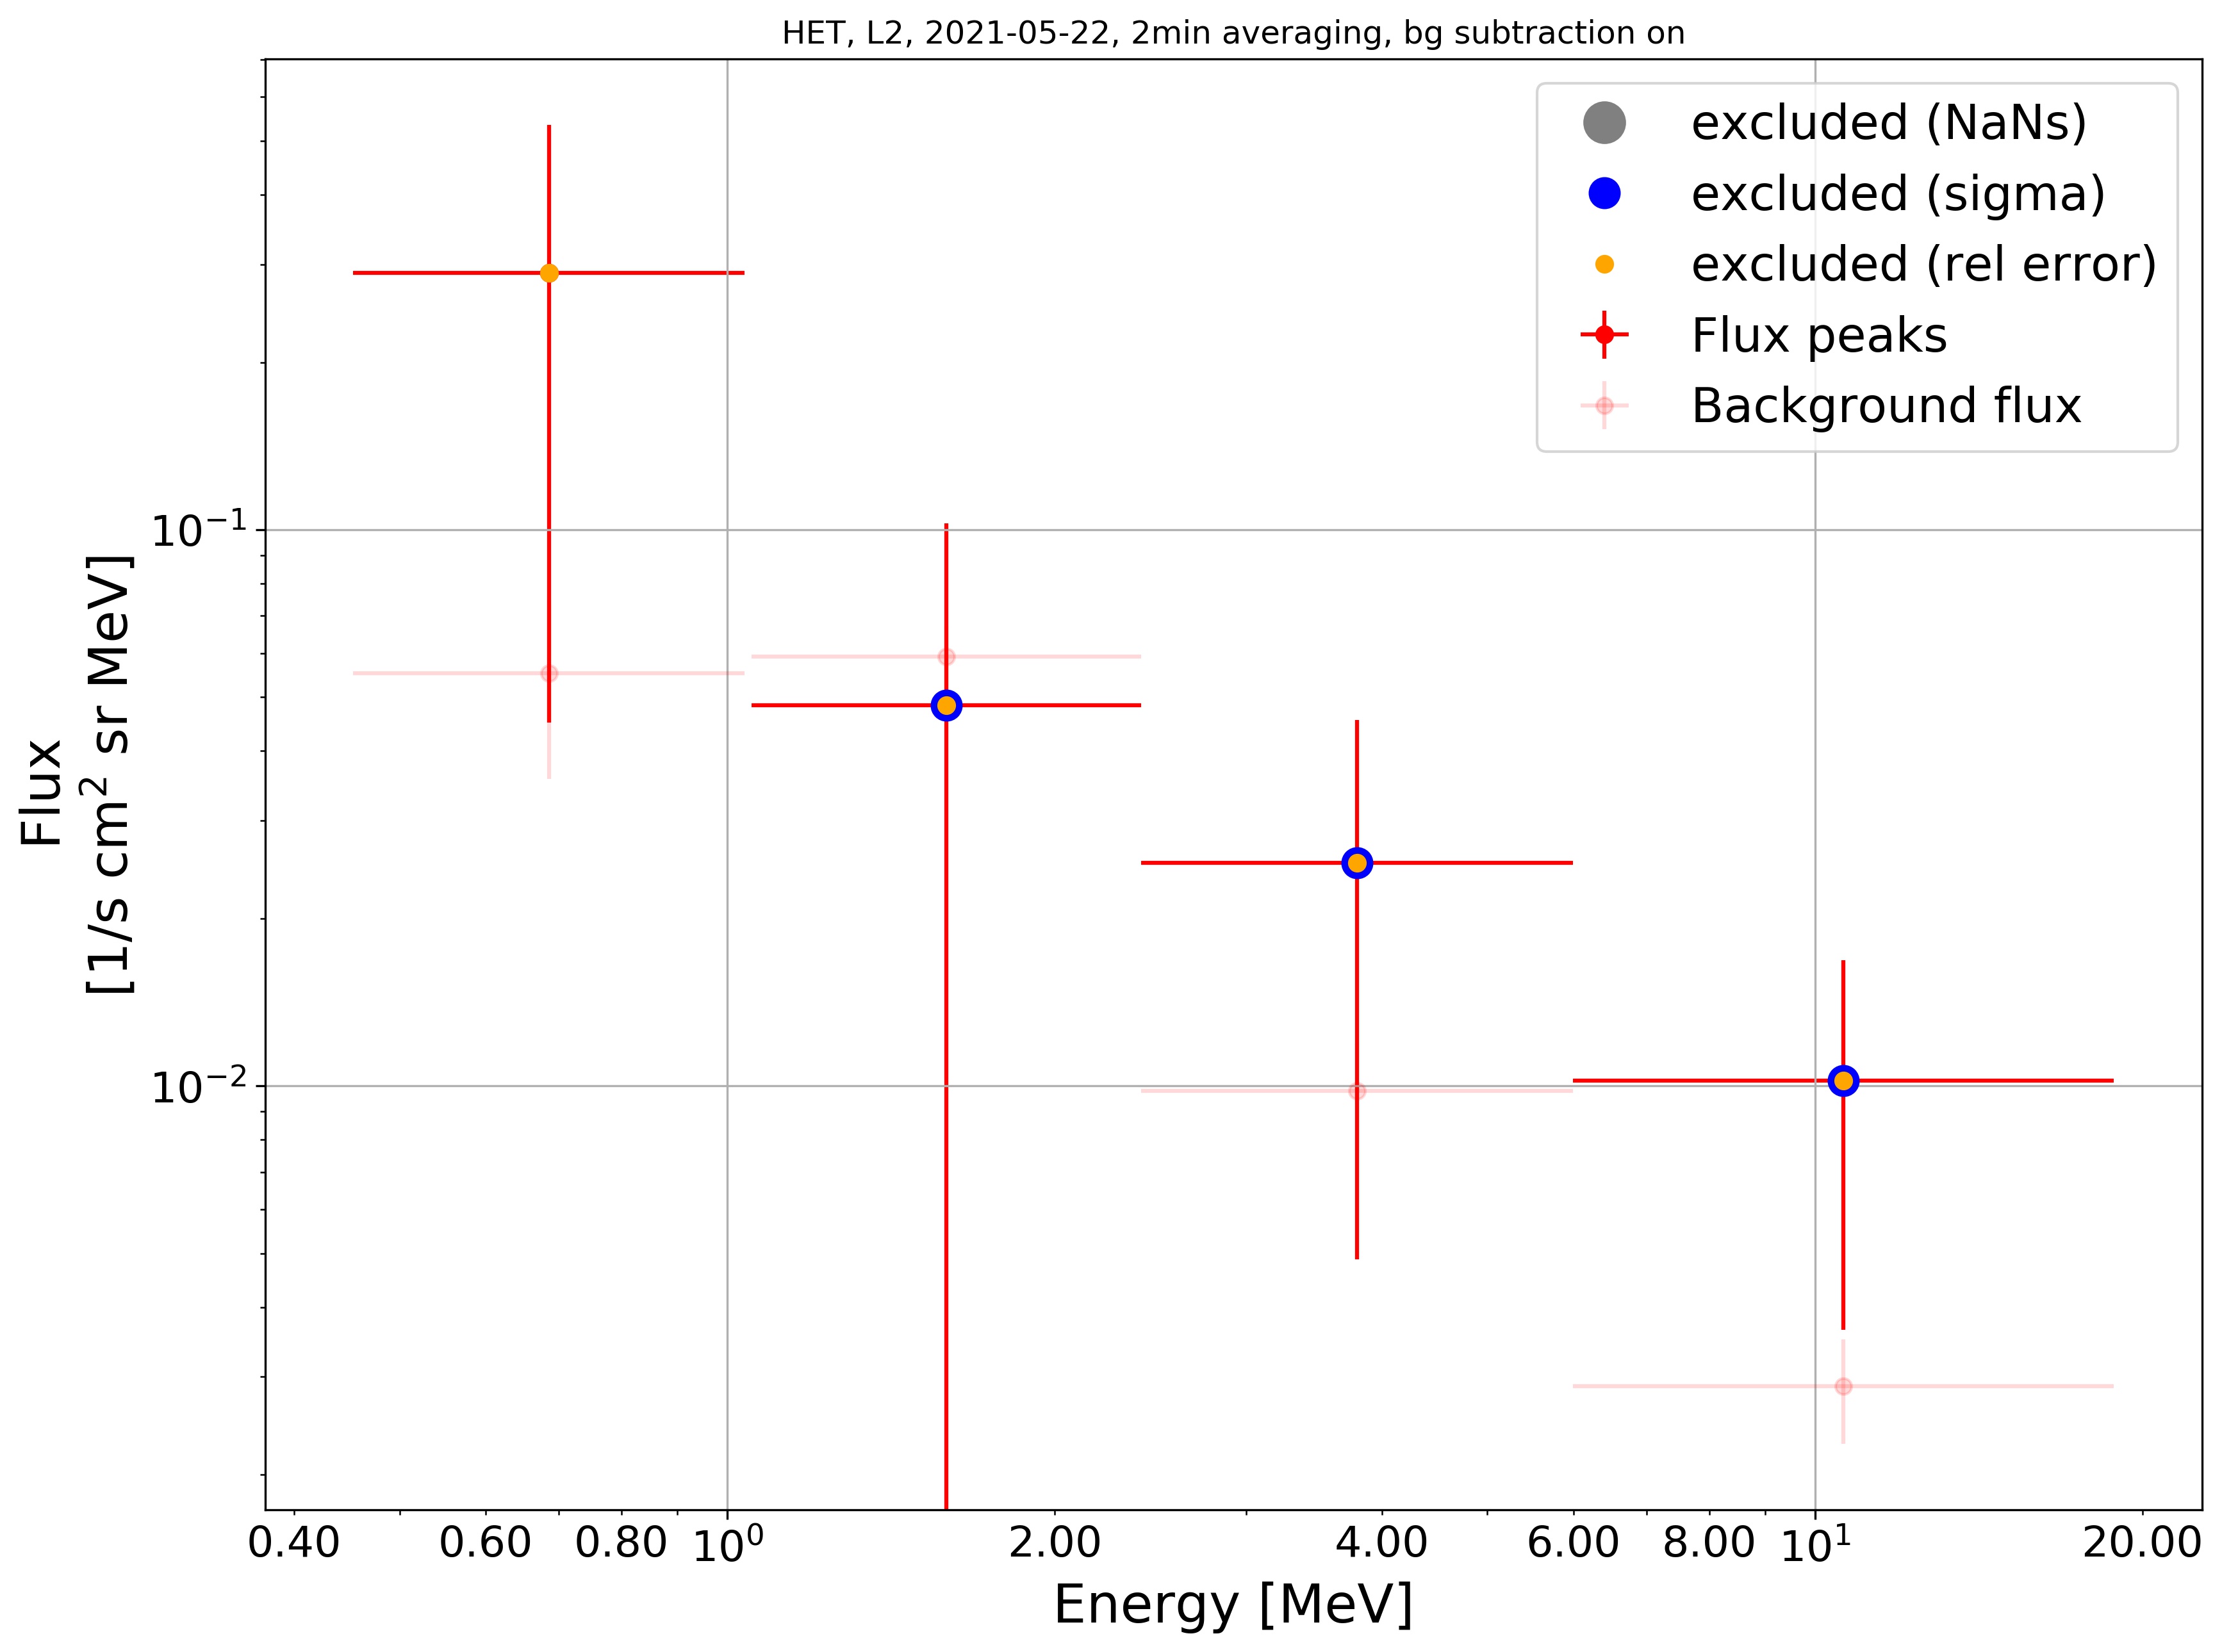 HET, L2, 2021-05-22, 2min averaging, bg subtraction on
excluded (NaNs)
excluded (sigma)
excluded (rel error)
Flux peaks
Background flux
Flux
[1/s cm² sr MeV]
10⁻¹
10⁻²
0.40 0.60 0.80 10⁰ 2.00 4.00 6.00 8.00 10¹ 20.00
Energy [MeV]